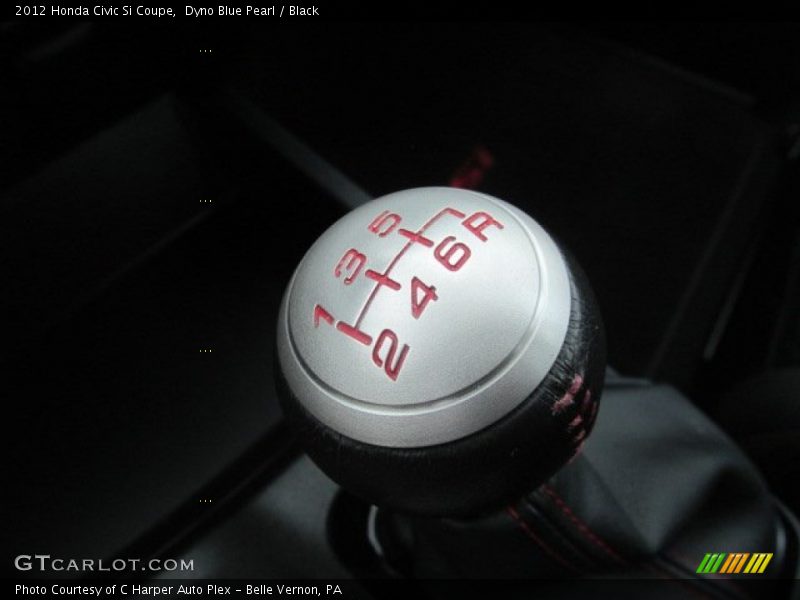 2012 Honda Civic Si Coupe,  Dyno Blue Pearl / Black
...
...
...
...
5 R
3 6
1 4
2
GTCARLOT.COM
Photo Courtesy of C Harper Auto Plex - Belle Vernon, PA